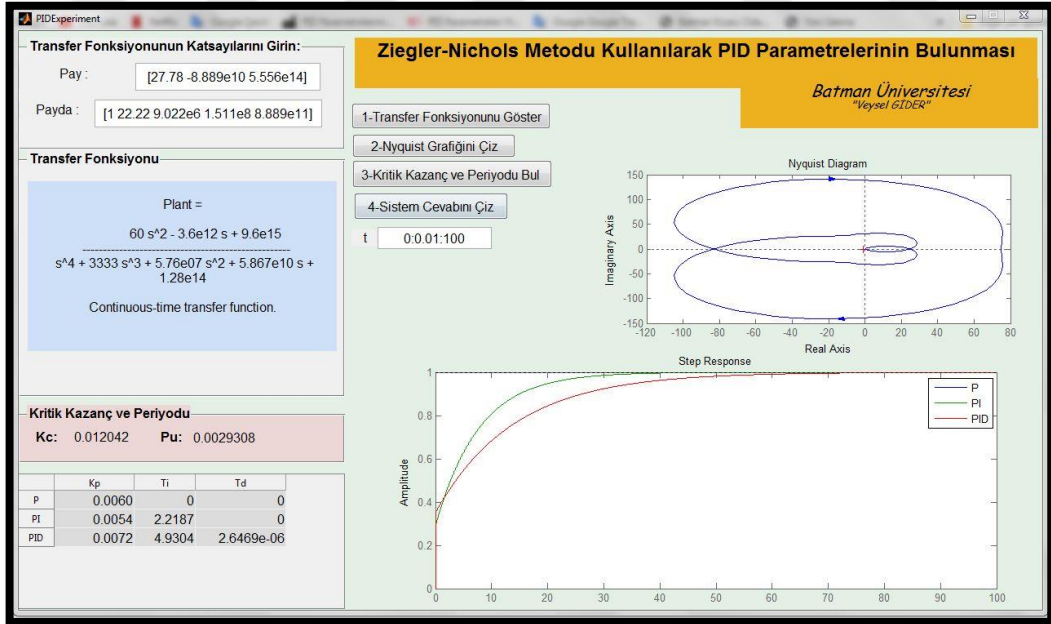 PIDExperiment
Transfer Fonksiyonunun Katsayılarını Girin:
Pay :
[27.78 -8.889e10 5.556e14]
Payda :
[1 22.22 9.022e6 1.511e8 8.889e11]
Transfer Fonksiyonu
Plant =
60 s^2 - 3.6e12 s + 9.6e15
----------------------------------------------------
s^4 + 3333 s^3 + 5.76e07 s^2 + 5.867e10 s +
1.28e14
Continuous-time transfer function.
Kritik Kazanç ve Periyodu
Kc: 0.012042 Pu: 0.0029308
Kp Ti Td
P 0.0060 0 0
PI 0.0054 2.2187 0
PID 0.0072 4.9304 2.6469e-06
Ziegler-Nichols Metodu Kullanılarak PID Parametrelerinin Bulunması
Batman Üniversitesi
"Veysel GİDER"
1-Transfer Fonksiyonunu Göster
2-Nyquist Grafiğini Çiz
3-Kritik Kazanç ve Periyodu Bul
4-Sistem Cevabını Çiz
t 0:0.01:100
Nyquist Diagram
Imaginary Axis
150
100
50
0
-50
-100
-150
-120 -100 -80 -60 -40 -20 0 20 40 60 80
Real Axis
Step Response
Amplitude
1
0.8
0.6
0.4
0.2
0
0 10 20 30 40 50 60 70 80 90 100
P
PI
PID